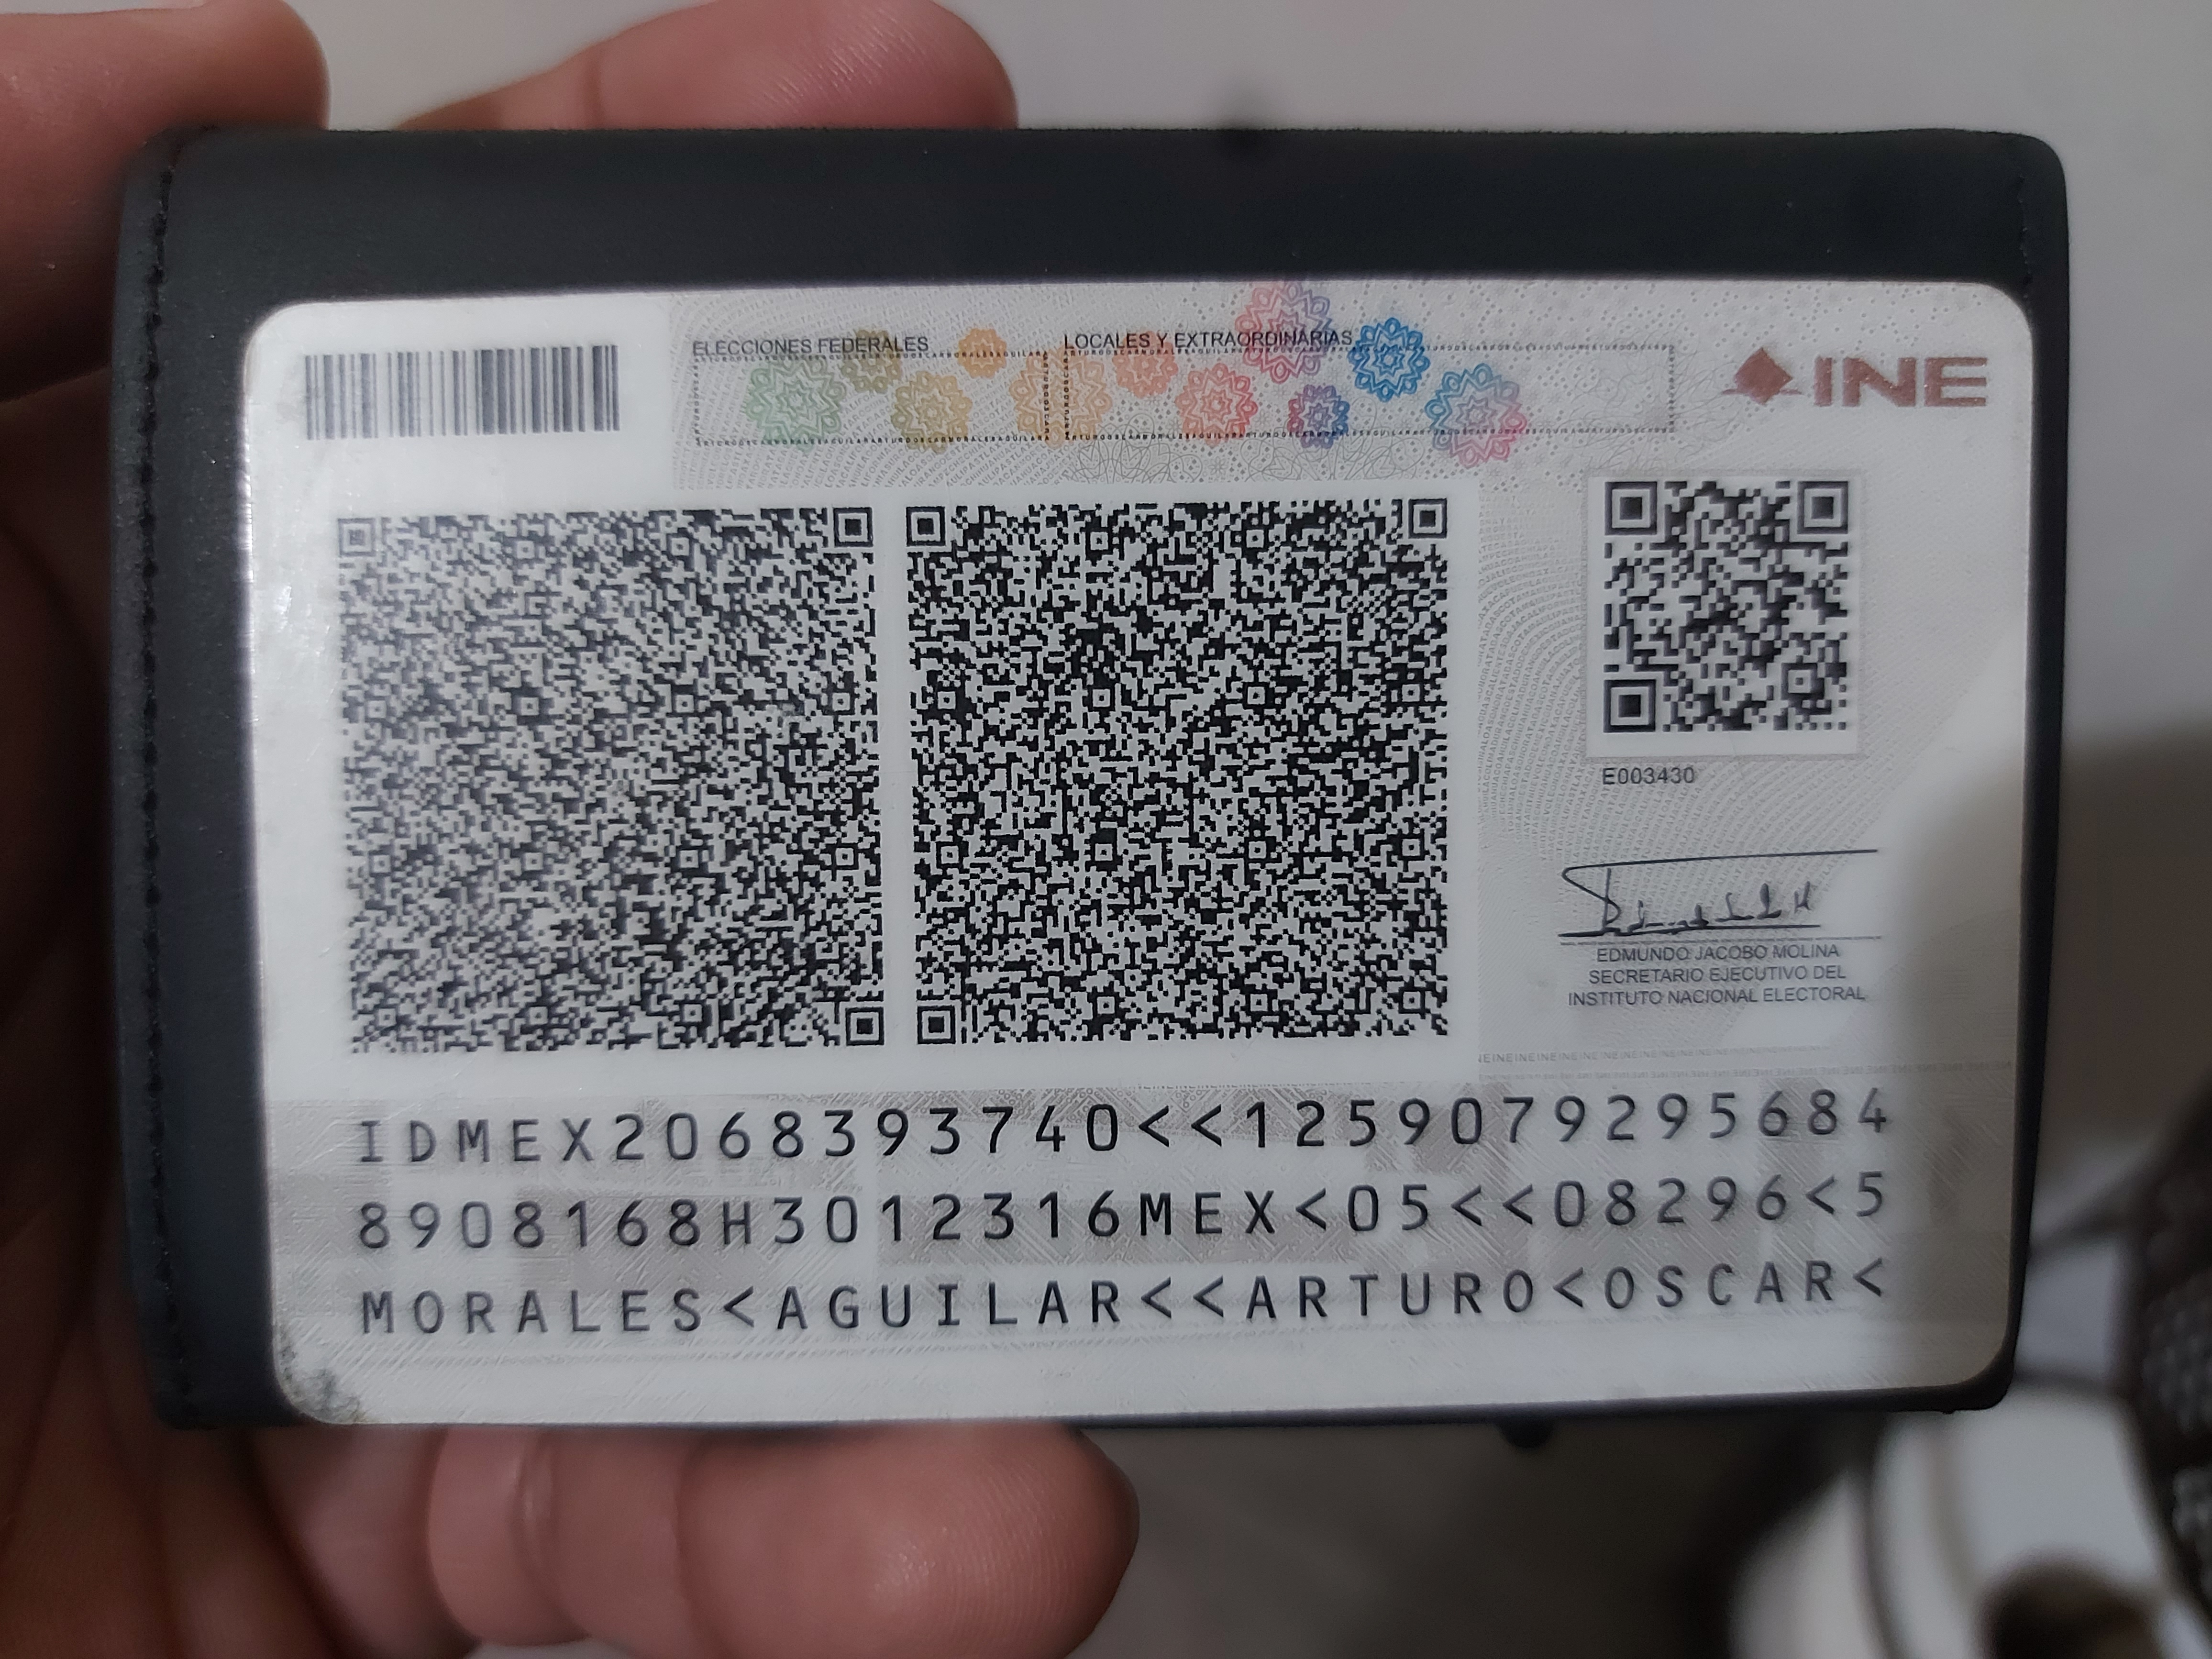 ELECCIONES FEDERALES LOCALES Y EXTRAORDINARIAS
INE
E003430
EDMUNDO JACOBO MOLINA
SECRETARIO EJECUTIVO DEL
INSTITUTO NACIONAL ELECTORAL
IDMEX2068393740<<1259079295684
8908168H3012316MEX<05<<08296<5
MORALES<AGUILAR<<ARTURO<OSCAR<